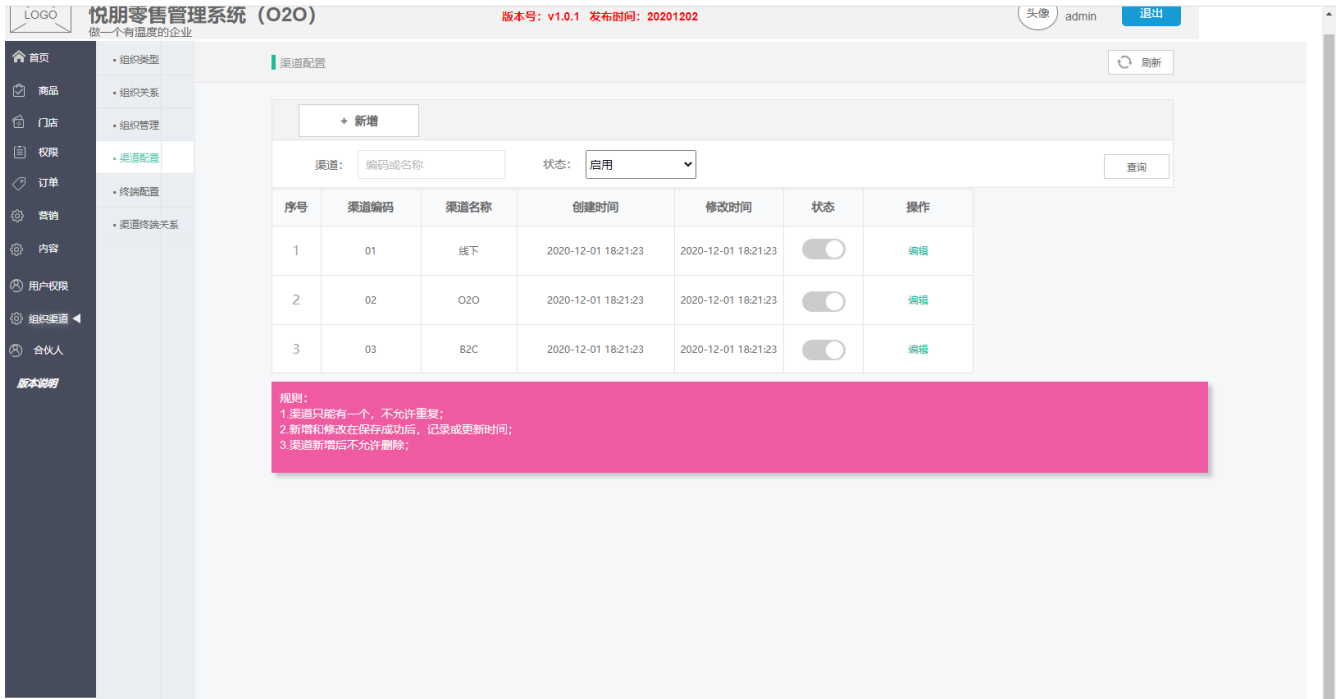 LOGO
悦朋零售管理系统（O2O）
做一个有温度的企业
版本号：v1.0.1 发布时间：20201202
头像
admin
退出
首页
商品
门店
权限
订单
营销
内容
用户权限
组织渠道
合伙人
版本说明
• 组织类型
• 组织关系
• 组织管理
• 渠道配置
• 终端配置
• 渠道终端关系
渠道配置
刷新
+ 新增
渠道： 编码或名称 状态： 启用 查询
序号 渠道编码 渠道名称 创建时间 修改时间 状态 操作
1 01 线下 2020-12-01 18:21:23 2020-12-01 18:21:23 编辑
2 02 O2O 2020-12-01 18:21:23 2020-12-01 18:21:23 编辑
3 03 B2C 2020-12-01 18:21:23 2020-12-01 18:21:23 编辑
规则：
1.渠道只能有一个，不允许重复；
2.新增和修改在保存成功后，记录或更新时间；
3.渠道新增后不允许删除；